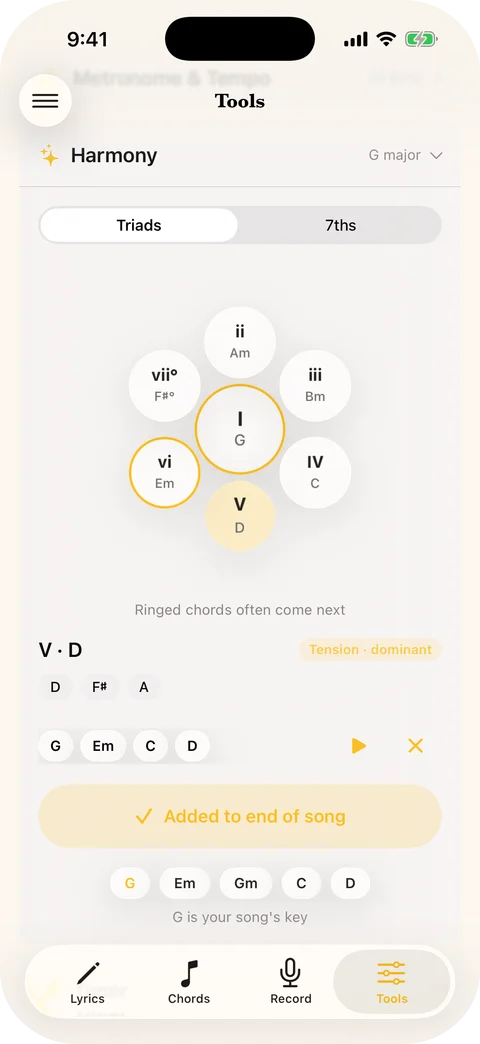 9:41
Metronome & Tempo
Tools
Harmony G major
Triads 7ths
ii
Am
vii° iii
F#° Bm
I
G
vi IV
Em C
V
D
Ringed chords often come next
V · D Tension · dominant
D F# A
G Em C D
Added to end of song
G Em Gm C D
G is your song's key
Lyrics Chords Record Tools